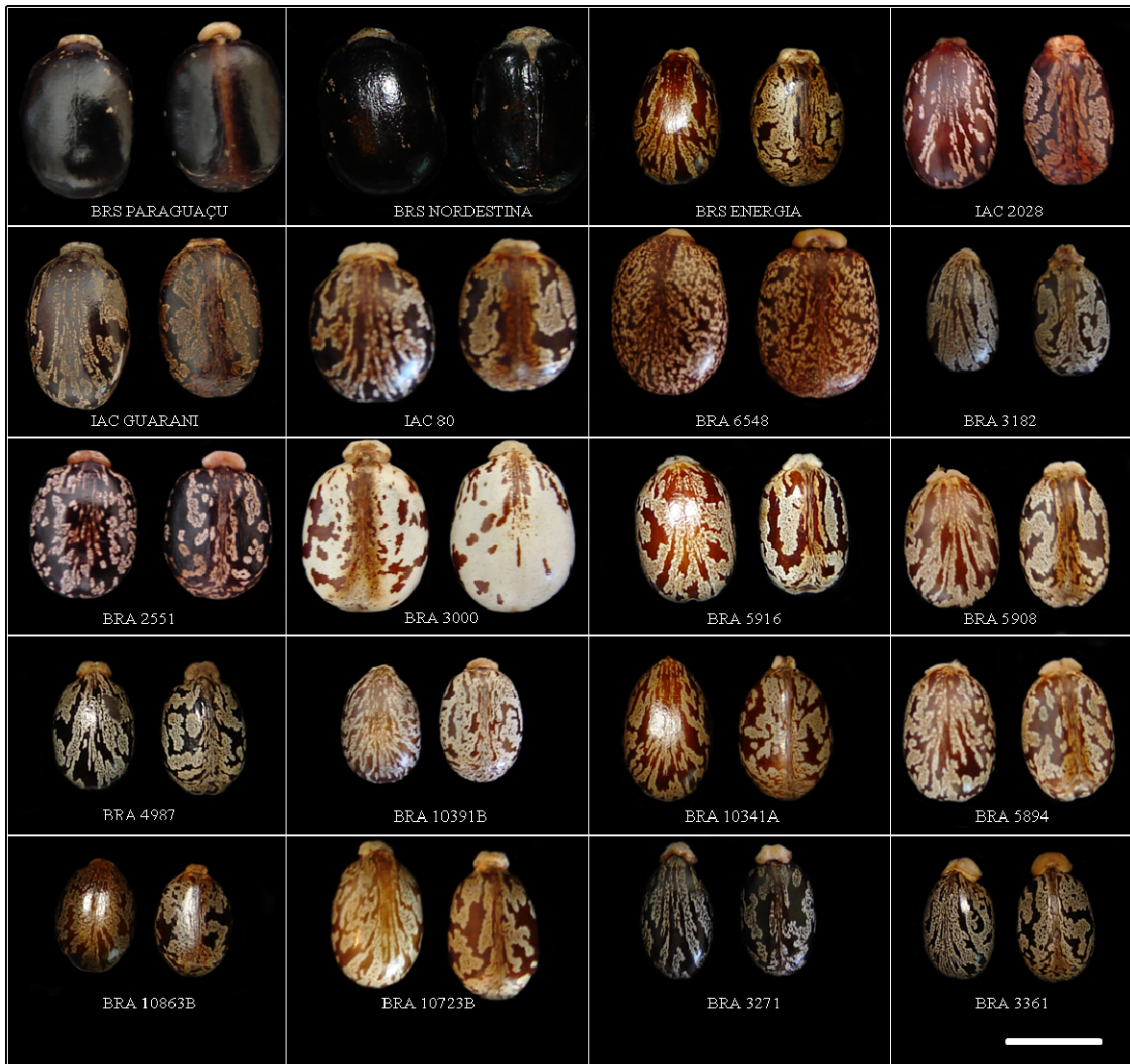 BRS PARAGUAÇU
BRS NORDESTINA
BRS ENERGIA
IAC 2028
IAC GUARANI
IAC 80
BRA 6548
BRA 3182
BRA 2551
BRA 3000
BRA 5916
BRA 5908
BRA 4987
BRA 10391B
BRA 10341A
BRA 5894
BRA 10863B
BRA 10723B
BRA 3271
BRA 3361